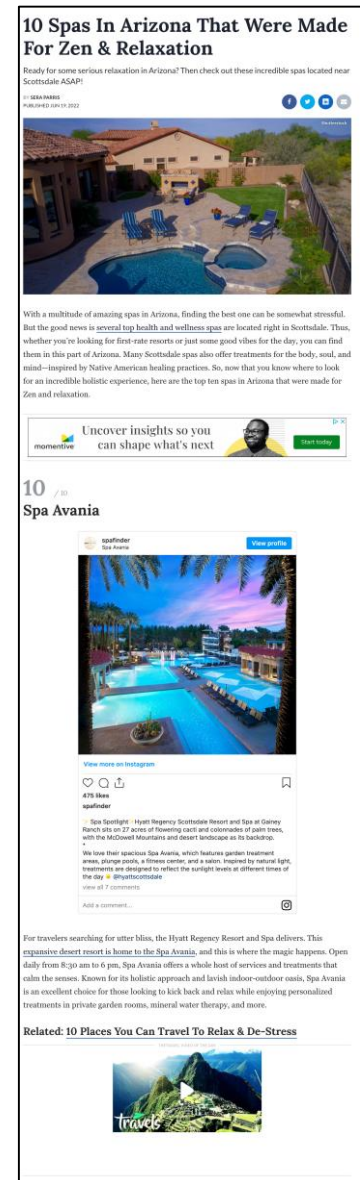 10 Spas In Arizona That Were Made
For Zen & Relaxation
Ready for some serious relaxation in Arizona? Then check out these incredible spas located near
Scottsdale ASAP!
BY SERA PARRIS
PUBLISHED JUN 19, 2022
Shutterstock
With a multitude of amazing spas in Arizona, finding the best one can be somewhat stressful.
But the good news is several top health and wellness spas are located right in Scottsdale. Thus,
whether you're looking for first-rate resorts or just some good vibes for the day, you can find
them in this part of Arizona. Many Scottsdale spas also offer treatments for the body, soul, and
mind—inspired by Native American healing practices. So, now that you know where to look
for an incredible holistic experience, here are the top ten spas in Arizona that were made for
Zen and relaxation.
momentive
Uncover insights so you
can shape what's next
Start today
10 / 10
Spa Avania
spafinder
Spa Avania
View profile
View more on Instagram
475 likes
spafinder
Spa Spotlight Hyatt Regency Scottsdale Resort and Spa at Gainey
Ranch sits on 27 acres of flowering cacti and colonnades of palm trees,
with the McDowell Mountains and desert landscape as its backdrop.
•
We love their spacious Spa Avania, which features garden treatment
areas, plunge pools, a fitness center, and a salon. Inspired by natural light,
treatments are designed to reflect the sunlight levels at different times of
the day @hyattscottsdale
view all 7 comments
Add a comment...
For travelers searching for utter bliss, the Hyatt Regency Resort and Spa delivers. This
expansive desert resort is home to the Spa Avania, and this is where the magic happens. Open
daily from 8:30 am to 6 pm, Spa Avania offers a whole host of services and treatments that
calm the senses. Known for its holistic approach and lavish indoor-outdoor oasis, Spa Avania
is an excellent choice for those looking to kick back and relax while enjoying personalized
treatments in private garden rooms, mineral water therapy, and more.
Related: 10 Places You Can Travel To Relax & De-Stress
travels